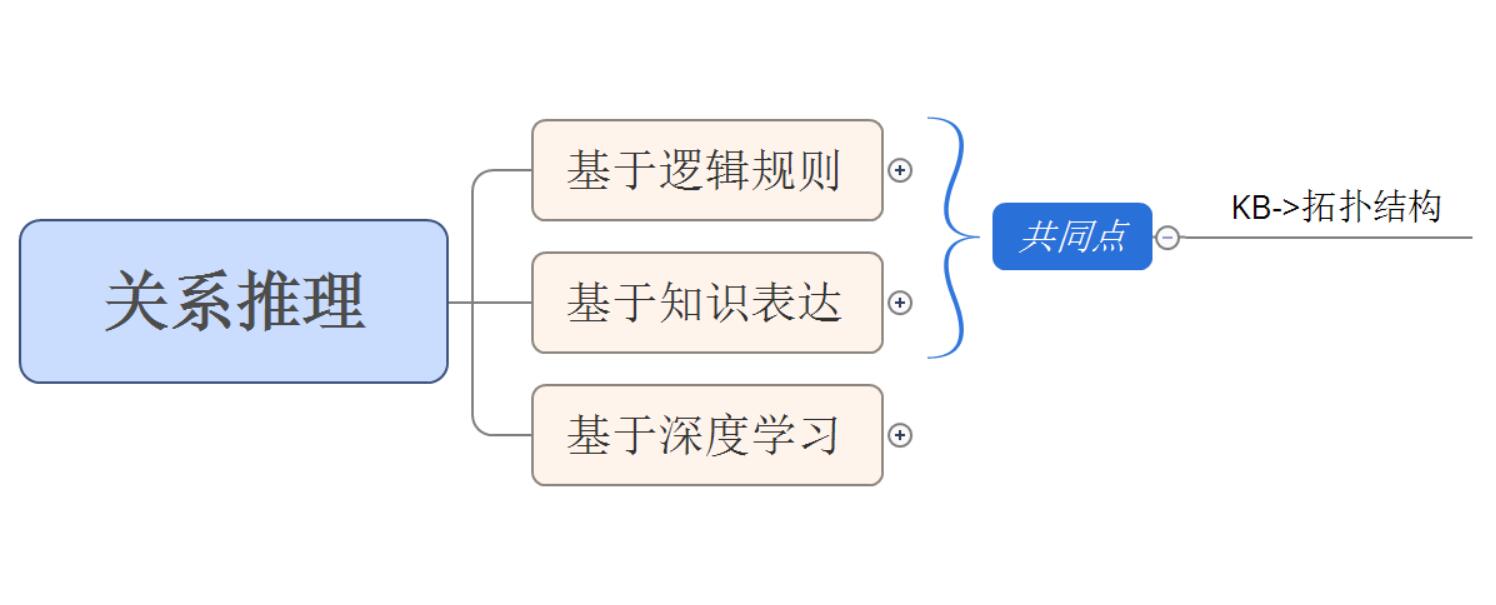 关系推理
基于逻辑规则
基于知识表达
基于深度学习
共同点
KB->拓扑结构